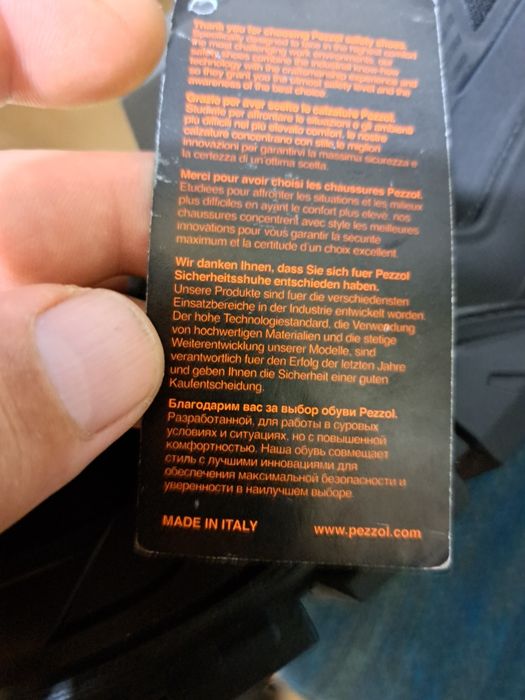 Thank you for choosing Pezzol safety shoes.
Specifically designed to face in the highest comfort
the most challenging work environments, our
safety shoes combine the industrial know-how
technology with the craftsmanship experience and
so they grant you the maximal safety level and the
awareness of the best choice
Grazie per aver scelto le calzature Pezzol.
Studiate per affrontare le situazioni e gli ambienti
più difficili nel più elevato comfort, le nostre
calzature concentrano con stile le migliori
innovazioni per garantirvi la massima sicurezza e
la certezza di un'ottima scelta.
Merci pour avoir choisi les chaussures Pezzol.
Etudiees pour affronter les situations et les milieux
plus difficiles en ayant le confort plus elevé, nos
chaussures concentrent avec style les meilleures
innovations pour vous garantir la sécurité
maximum et la certitude d'un choix excellent
Wir danken Ihnen, dass Sie sich fuer Pezzol
Sicherheitsshuhe entschieden haben.
Unsere Produkte sind fuer die verschiedensten
Einsatzbereiche in der Industrie entwickelt worden.
Der hohe Technologiestandard, die Verwendung
von hochwertigen Materialien und die stetige
Weiterentwicklung unserer Modelle, sind
verantwortlich fuer den Erfolg der letzten Jahre
und geben Ihnen die Sicherheit einer guten
Kaufentscheidung.
Благодарим вас за выбор обуви Pezzol.
Разработанной, для работы в суровых
условиях и ситуациях, но с повышенной
комфортностью. Наша обувь совмещает
стиль с лучшими инновациями для
обеспечения максимальной безопасности и
уверенности в наилучшем выборе
MADE IN ITALY www.pezzol.com